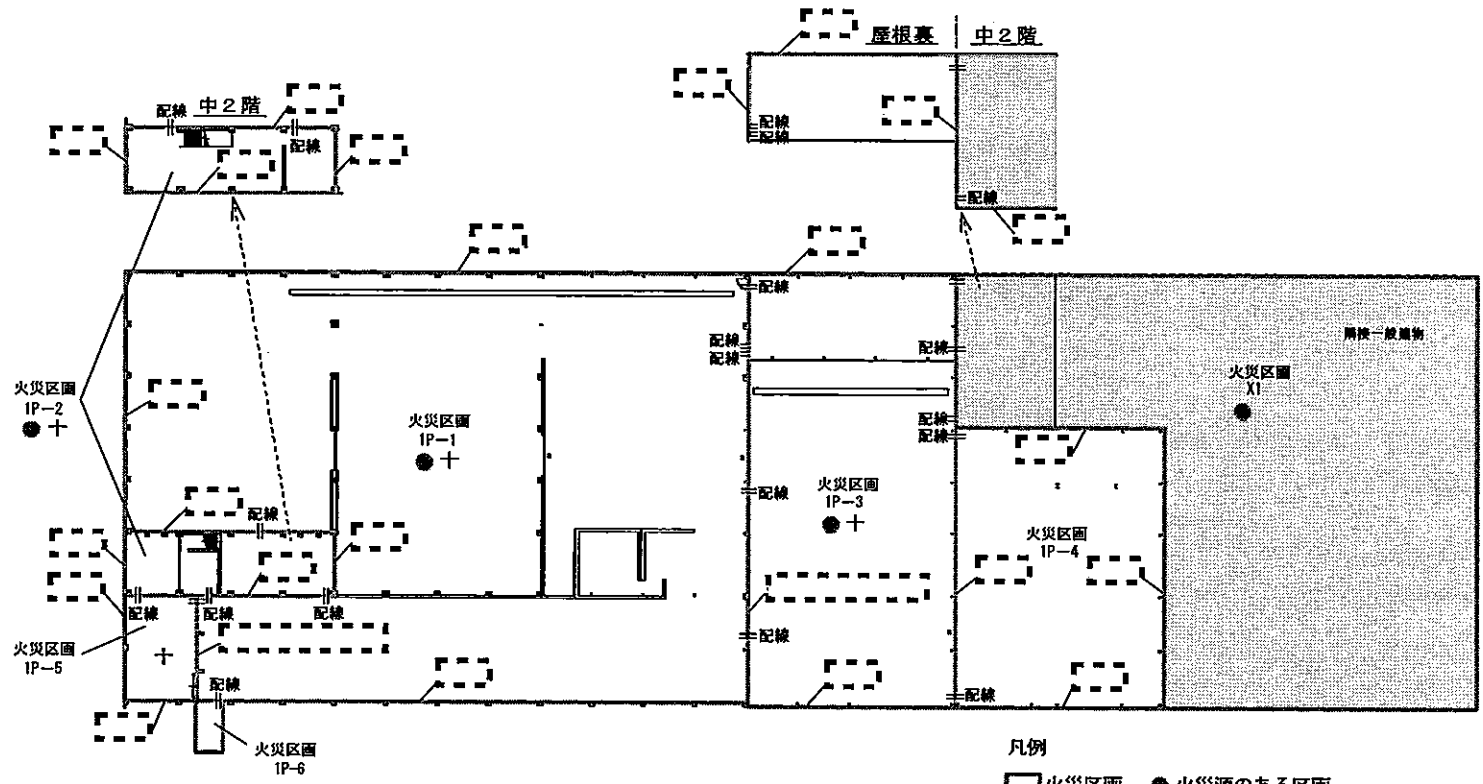 屋根裏
中2階
配線
中2階
配線
配線
配線
配線
配線
配線
配線
配線
隣接一般建物
火災区画
X1
火災区画
1P-2
火災区画
1P-1
配線
配線
火災区画
1P-3
配線
配線
火災区画
1P-4
配線
配線
配線
火災区画
1P-5
配線
配線
配線
火災区画
1P-6
凡例
火災区画
火災源のある区画